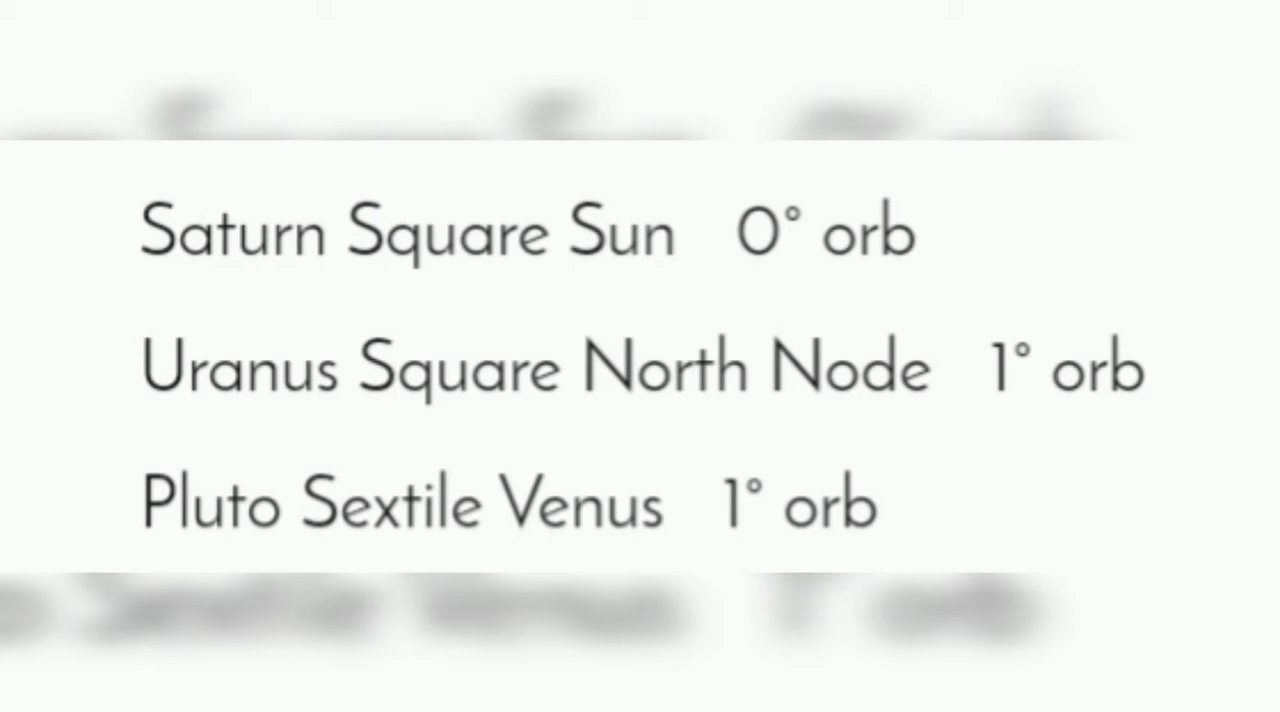 Saturn Square Sun 0° orb
Uranus Square North Node 1° orb
Pluto Sextile Venus 1° orb